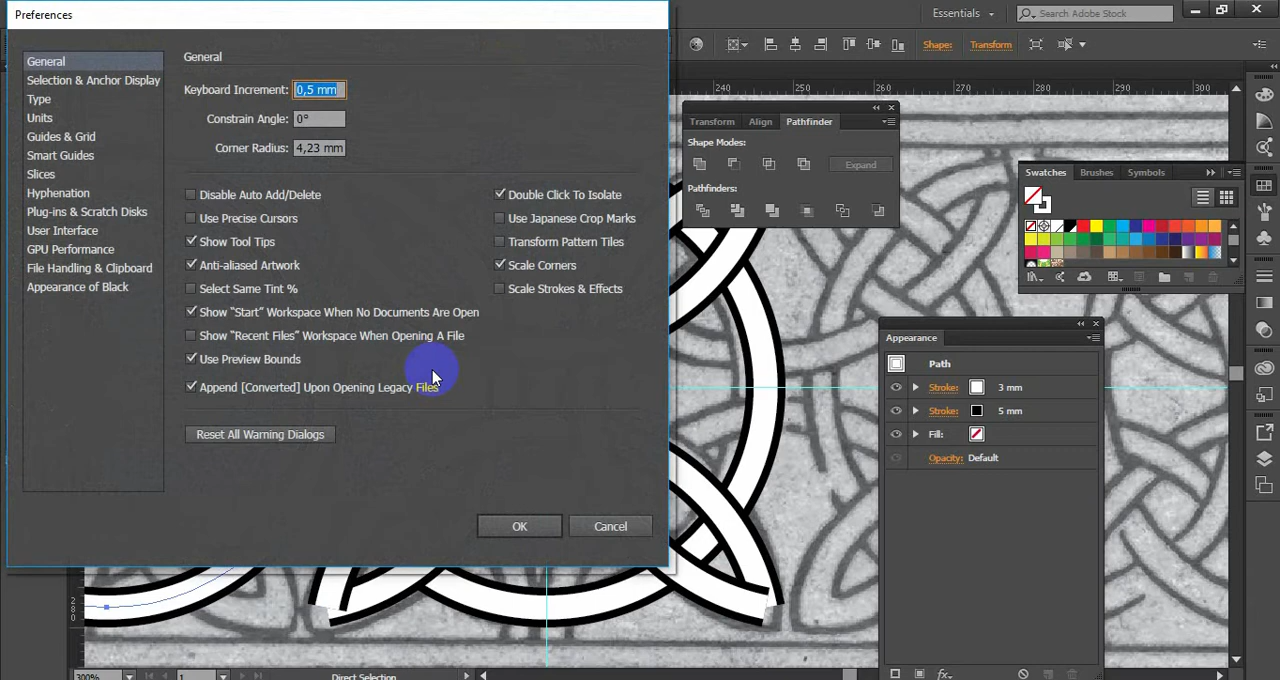 Preferences
Essentials
Search Adobe Stock
General
Selection & Anchor Display
Type
Units
Guides & Grid
Smart Guides
Slices
Hyphenation
Plug-ins & Scratch Disks
User Interface
GPU Performance
File Handling & Clipboard
Appearance of Black
General
Keyboard Increment: 0,5 mm
Constrain Angle: 0°
Corner Radius: 4,23 mm
Disable Auto Add/Delete
Use Precise Cursors
Show Tool Tips
Anti-aliased Artwork
Select Same Tint %
Show "Start" Workspace When No Documents Are Open
Show "Recent Files" Workspace When Opening A File
Use Preview Bounds
Append [Converted] Upon Opening Legacy Files
Double Click To Isolate
Use Japanese Crop Marks
Transform Pattern Tiles
Scale Corners
Scale Strokes & Effects
Reset All Warning Dialogs
OK Cancel
Shape: Transform
240 250 260 270 280 290 300
Transform Align Pathfinder
Shape Modes:
Expand
Pathfinders:
Swatches Brushes Symbols
Appearance
Path
Stroke: 3 mm
Stroke: 5 mm
Fill:
Opacity: Default
fx
2
8
0
300% 1 Direct Selection